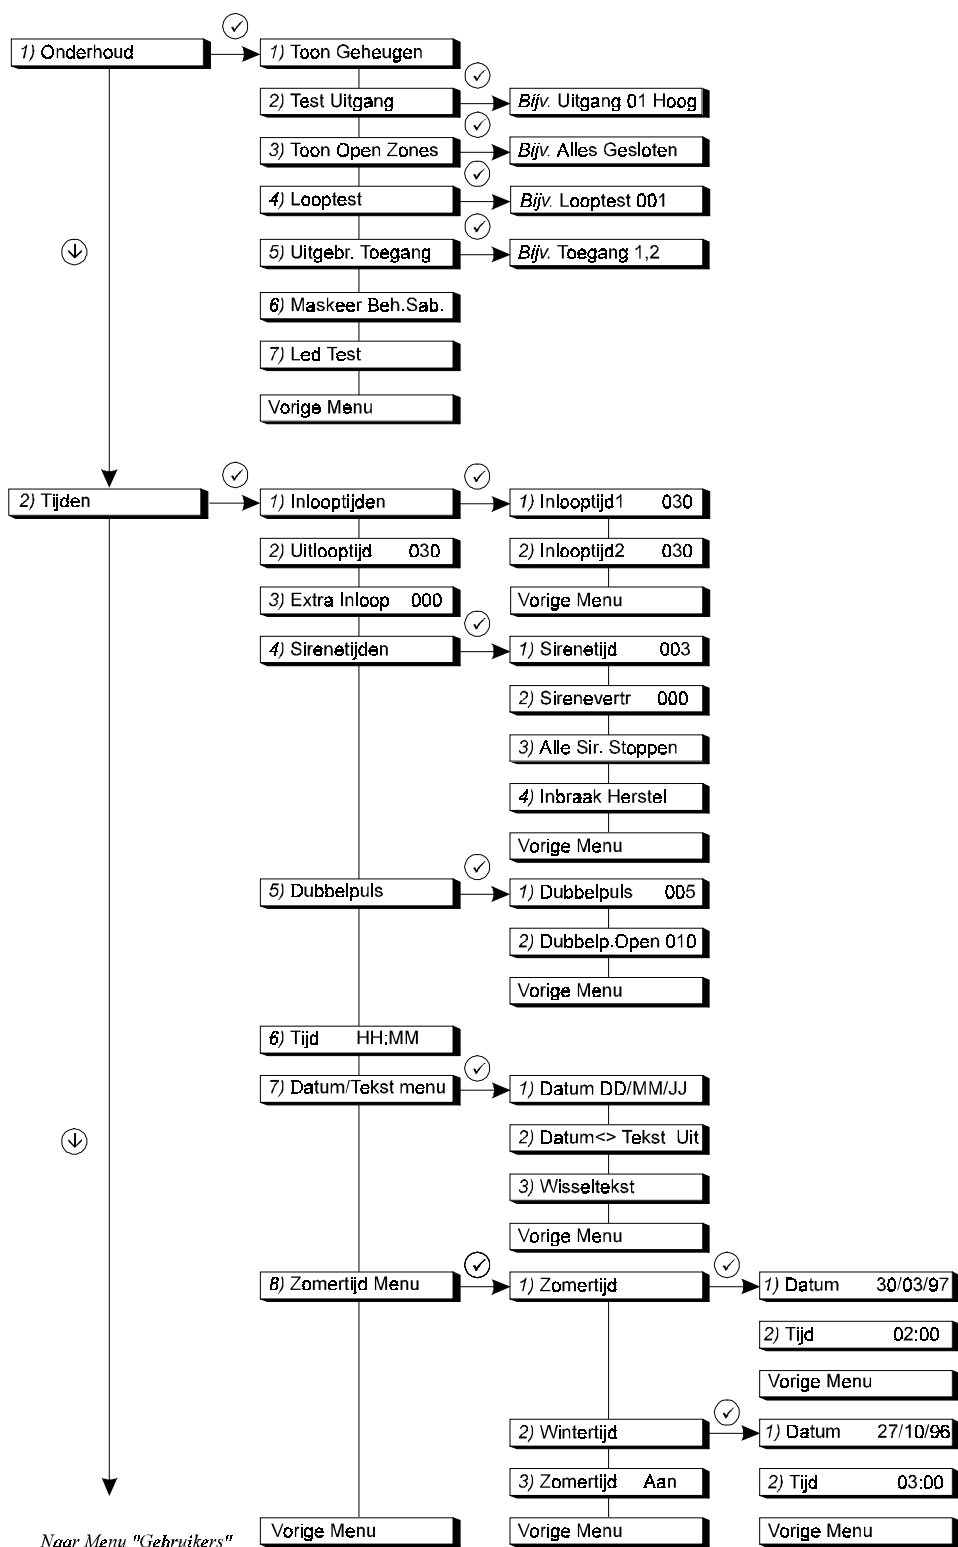 1) Onderhoud
1) Toon Geheugen
2) Test Uitgang
Bijv. Uitgang 01 Hoog
3) Toon Open Zones
Bijv. Alles Gesloten
4) Looptest
Bijv. Looptest 001
5) Uitgebr. Toegang
Bijv. Toegang 1,2
6) Maskeer Beh.Sab.
7) Led Test
Vorige Menu
2) Tijden
1) Inlooptijden
1) Inlooptijd1 030
2) Uitlooptijd 030
2) Inlooptijd2 030
3) Extra Inloop 000
Vorige Menu
4) Sirenetijden
1) Sirenetijd 003
2) Sirenevertr 000
3) Alle Sir. Stoppen
4) Inbraak Herstel
Vorige Menu
5) Dubbelpuls
1) Dubbelpuls 005
2) Dubbelp.Open 010
Vorige Menu
6) Tijd HH:MM
7) Datum/Tekst menu
1) Datum DD/MM/JJ
2) Datum<> Tekst Uit
3) Wisseltekst
Vorige Menu
8) Zomertijd Menu
1) Zomertijd
1) Datum 30/03/97
2) Tijd 02:00
Vorige Menu
2) Wintertijd
1) Datum 27/10/96
3) Zomertijd Aan
2) Tijd 03:00
Vorige Menu
Vorige Menu
Vorige Menu
Naar Menu "Gebruikers"